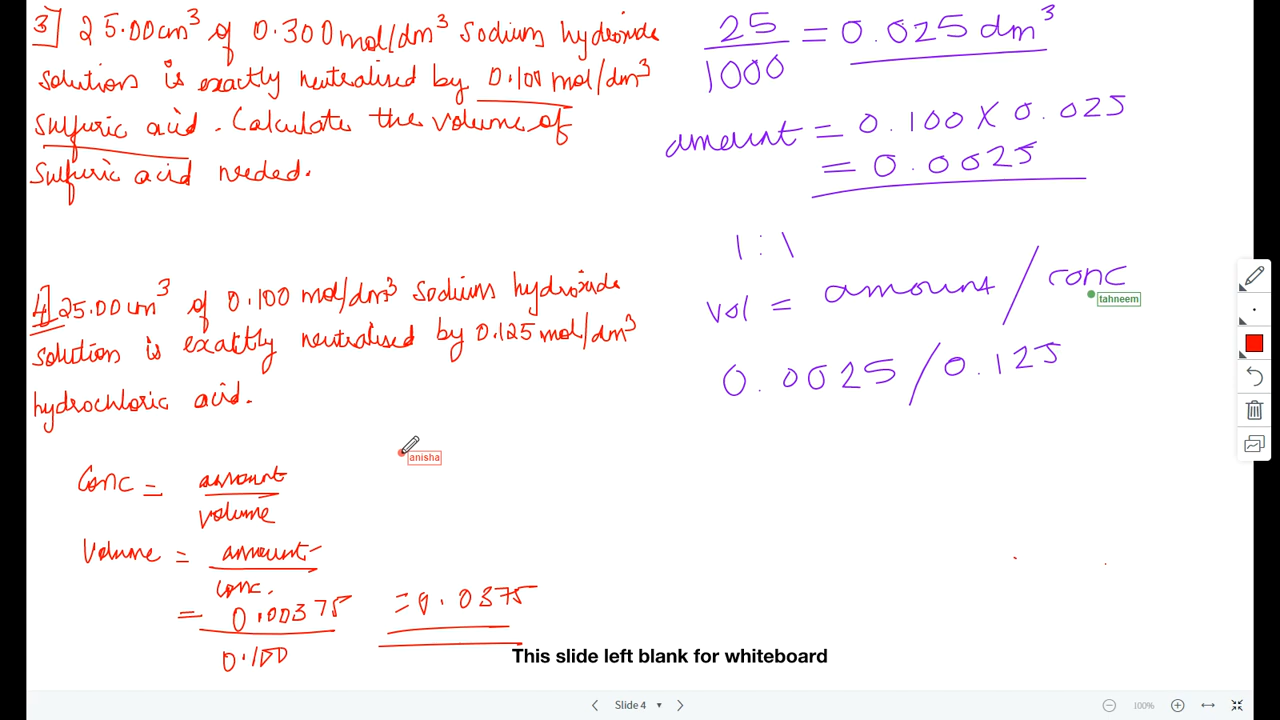 3] 25.00cm³ of 0.300mol/dm³ sodium hydroxide
solution is exactly neutralised by 0.100 mol/dm³
sulfuric acid. Calculate the volume of
sulfuric acid needed.
4] 25.00cm³ of 0.100 mol/dm³ sodium hydroxide
solution is exactly neutralised by 0.125 mol/dm³
hydrochloric acid.
Conc = amount
volume
Volume = amount
conc.
= 0.00375 = 0.0375
0.100
25 = 0.025 dm³
1000
amount = 0.100 X 0.025
= 0.0025
1 : 1
vol = amount / conc
tahneem
0.0025 / 0.125
anisha
This slide left blank for whiteboard
Slide 4
100%